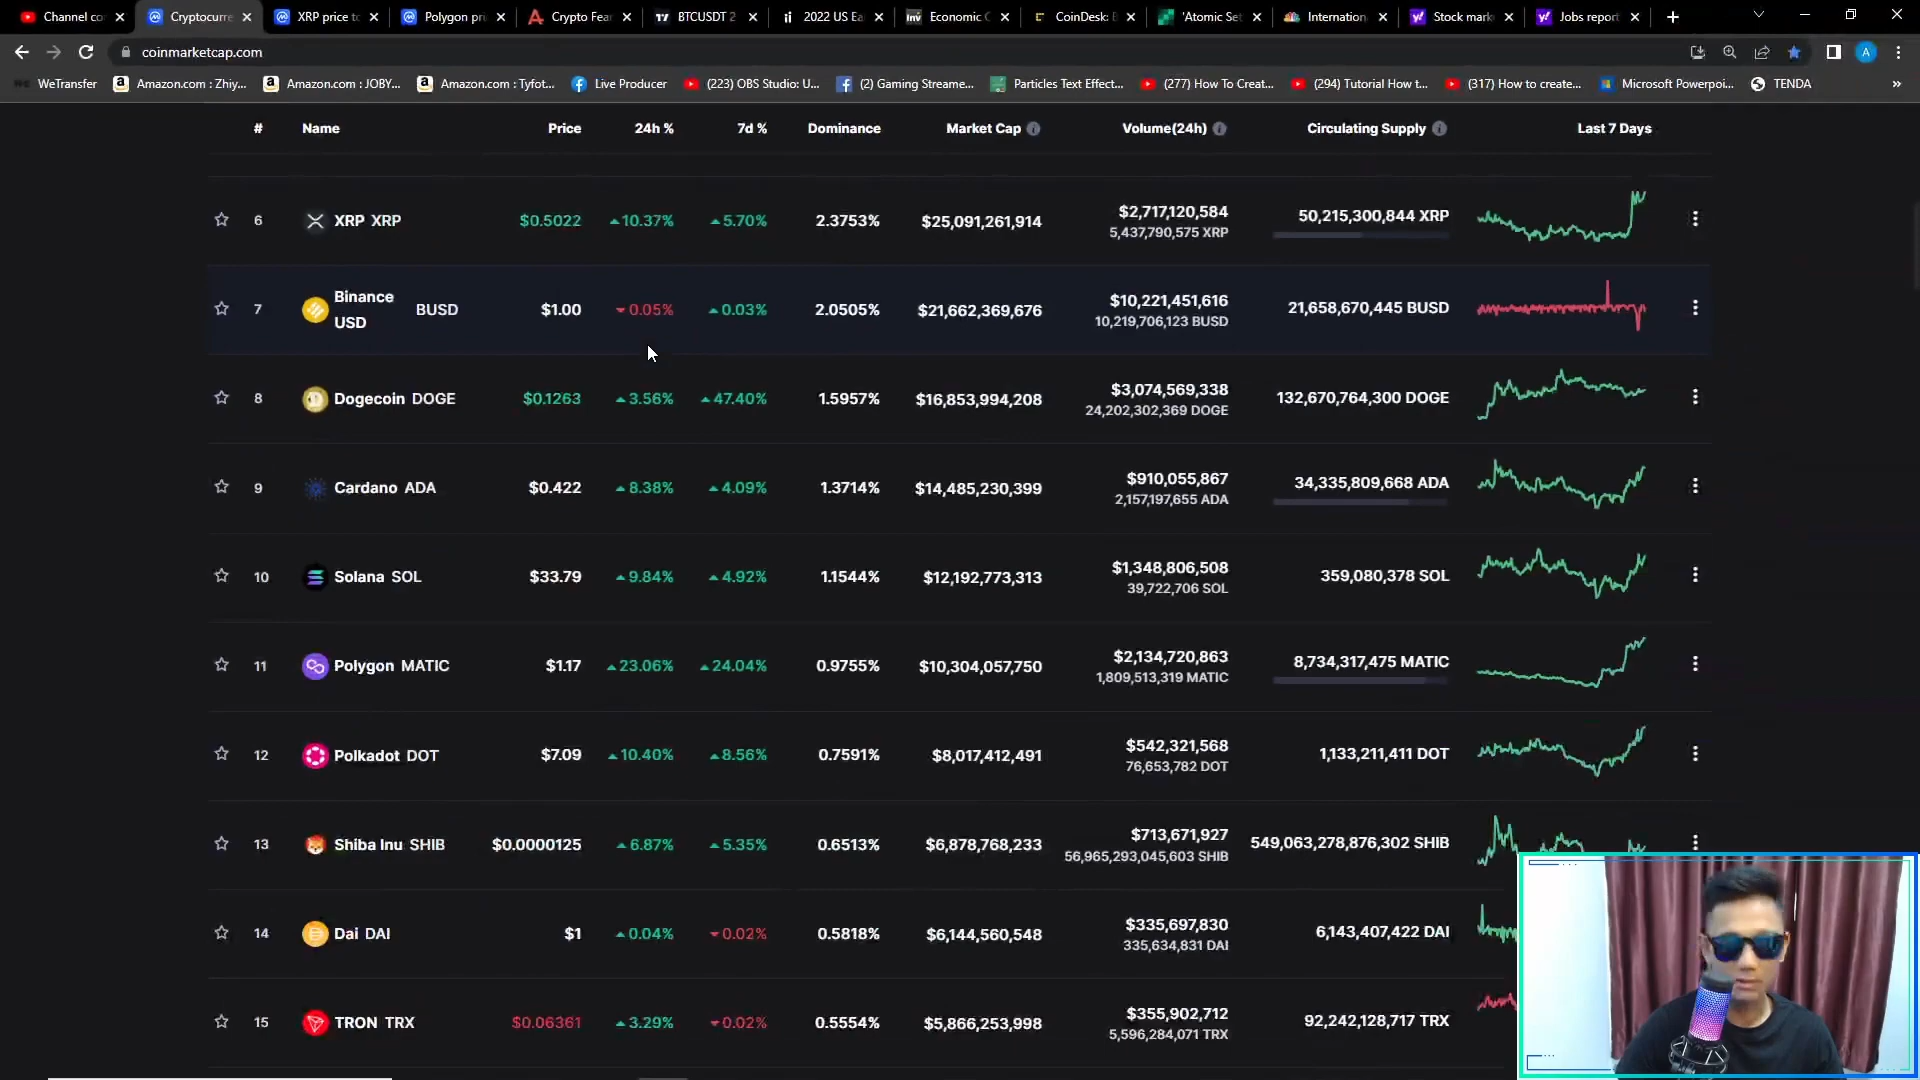 Channel co
Cryptocurre
XRP price to
Polygon pri
Crypto Fear
BTCUSDT 2
2022 US Ea
Economic C
CoinDesk: B
'Atomic Set
Internation
Stock mark
Jobs report
coinmarketcap.com
A
WeTransfer
Amazon.com : Zhiy...
Amazon.com : JOBY...
Amazon.com : Tyfot...
Live Producer
(223) OBS Studio: U...
(2) Gaming Streame...
Particles Text Effect...
(277) How To Creat...
(294) Tutorial How t...
(317) How to create...
Microsoft Powerpoi...
TENDA
# Name Price 24h % 7d % Dominance Market Cap Volume(24h) Circulating Supply Last 7 Days
6 XRP XRP $0.5022 10.37% 5.70% 2.3753% $25,091,261,914 $2,717,120,584 50,215,300,844 XRP
5,437,790,575 XRP
7 Binance USD BUSD $1.00 0.05% 0.03% 2.0505% $21,662,369,676 $10,221,451,616 21,658,670,445 BUSD
10,219,706,123 BUSD
8 Dogecoin DOGE $0.1263 3.56% 47.40% 1.5957% $16,853,994,208 $3,074,569,338 132,670,764,300 DOGE
24,202,302,369 DOGE
9 Cardano ADA $0.422 8.38% 4.09% 1.3714% $14,485,230,399 $910,055,867 34,335,809,668 ADA
2,157,197,655 ADA
10 Solana SOL $33.79 9.84% 4.92% 1.1544% $12,192,773,313 $1,348,806,508 359,080,378 SOL
39,722,706 SOL
11 Polygon MATIC $1.17 23.06% 24.04% 0.9755% $10,304,057,750 $2,134,720,863 8,734,317,475 MATIC
1,809,513,319 MATIC
12 Polkadot DOT $7.09 10.40% 8.56% 0.7591% $8,017,412,491 $542,321,568 1,133,211,411 DOT
76,653,782 DOT
13 Shiba Inu SHIB $0.0000125 6.87% 5.35% 0.6513% $6,878,768,233 $713,671,927 549,063,278,876,302 SHIB
56,965,293,045,603 SHIB
14 Dai DAI $1 0.04% 0.02% 0.5818% $6,144,560,548 $335,697,830 6,143,407,422 DAI
335,634,831 DAI
15 TRON TRX $0.06361 3.29% 0.02% 0.5554% $5,866,253,998 $355,902,712 92,242,128,717 TRX
5,596,284,071 TRX